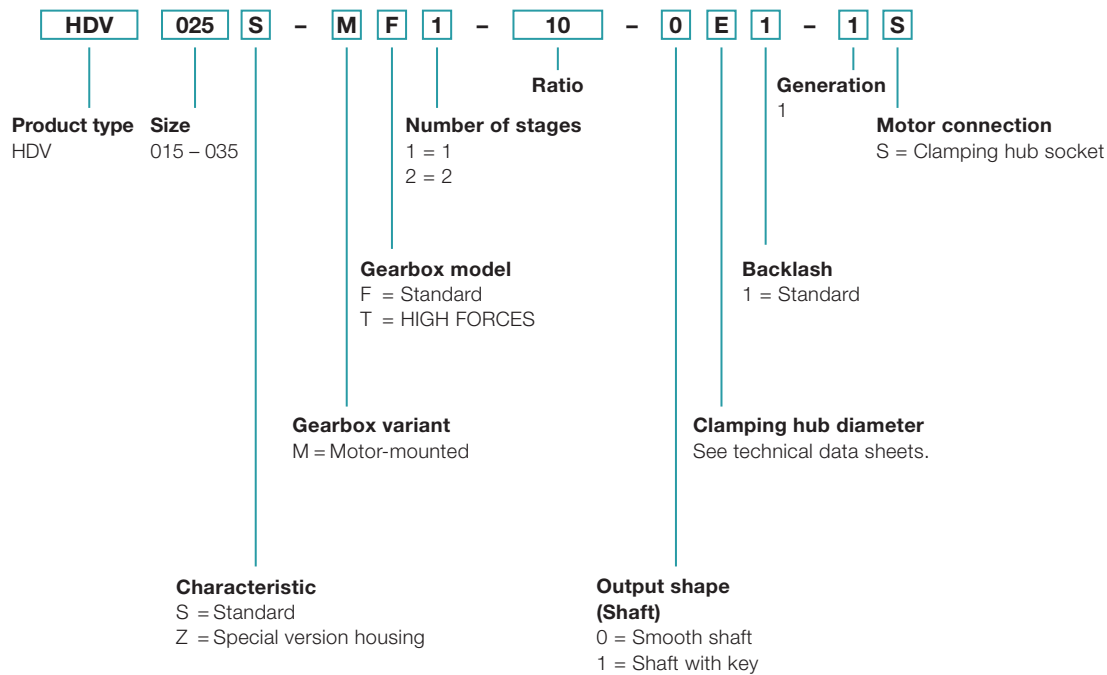 HDV 025 S – M F 1 – 10 – 0 E 1 – 1 S
Product type
HDV
Size
015 – 035
Characteristic
S = Standard
Z = Special version housing
Gearbox variant
M = Motor-mounted
Gearbox model
F = Standard
T = HIGH FORCES
Number of stages
1 = 1
2 = 2
Ratio
Output shape
(Shaft)
0 = Smooth shaft
1 = Shaft with key
Clamping hub diameter
See technical data sheets.
Backlash
1 = Standard
Generation
1
Motor connection
S = Clamping hub socket